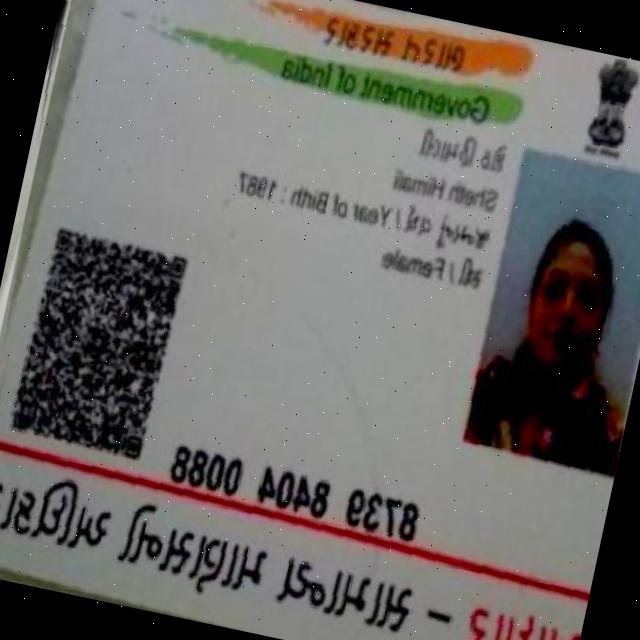 ભારત સરકાર
Government of India
શેઠ હિમાલી
Sheth Himali
જન્મનું વર્ષ / Year of Birth : 1987
સ્ત્રી / Female
8739 8404 0088
આધાર – સામાન્ય માણસનો અધિકાર